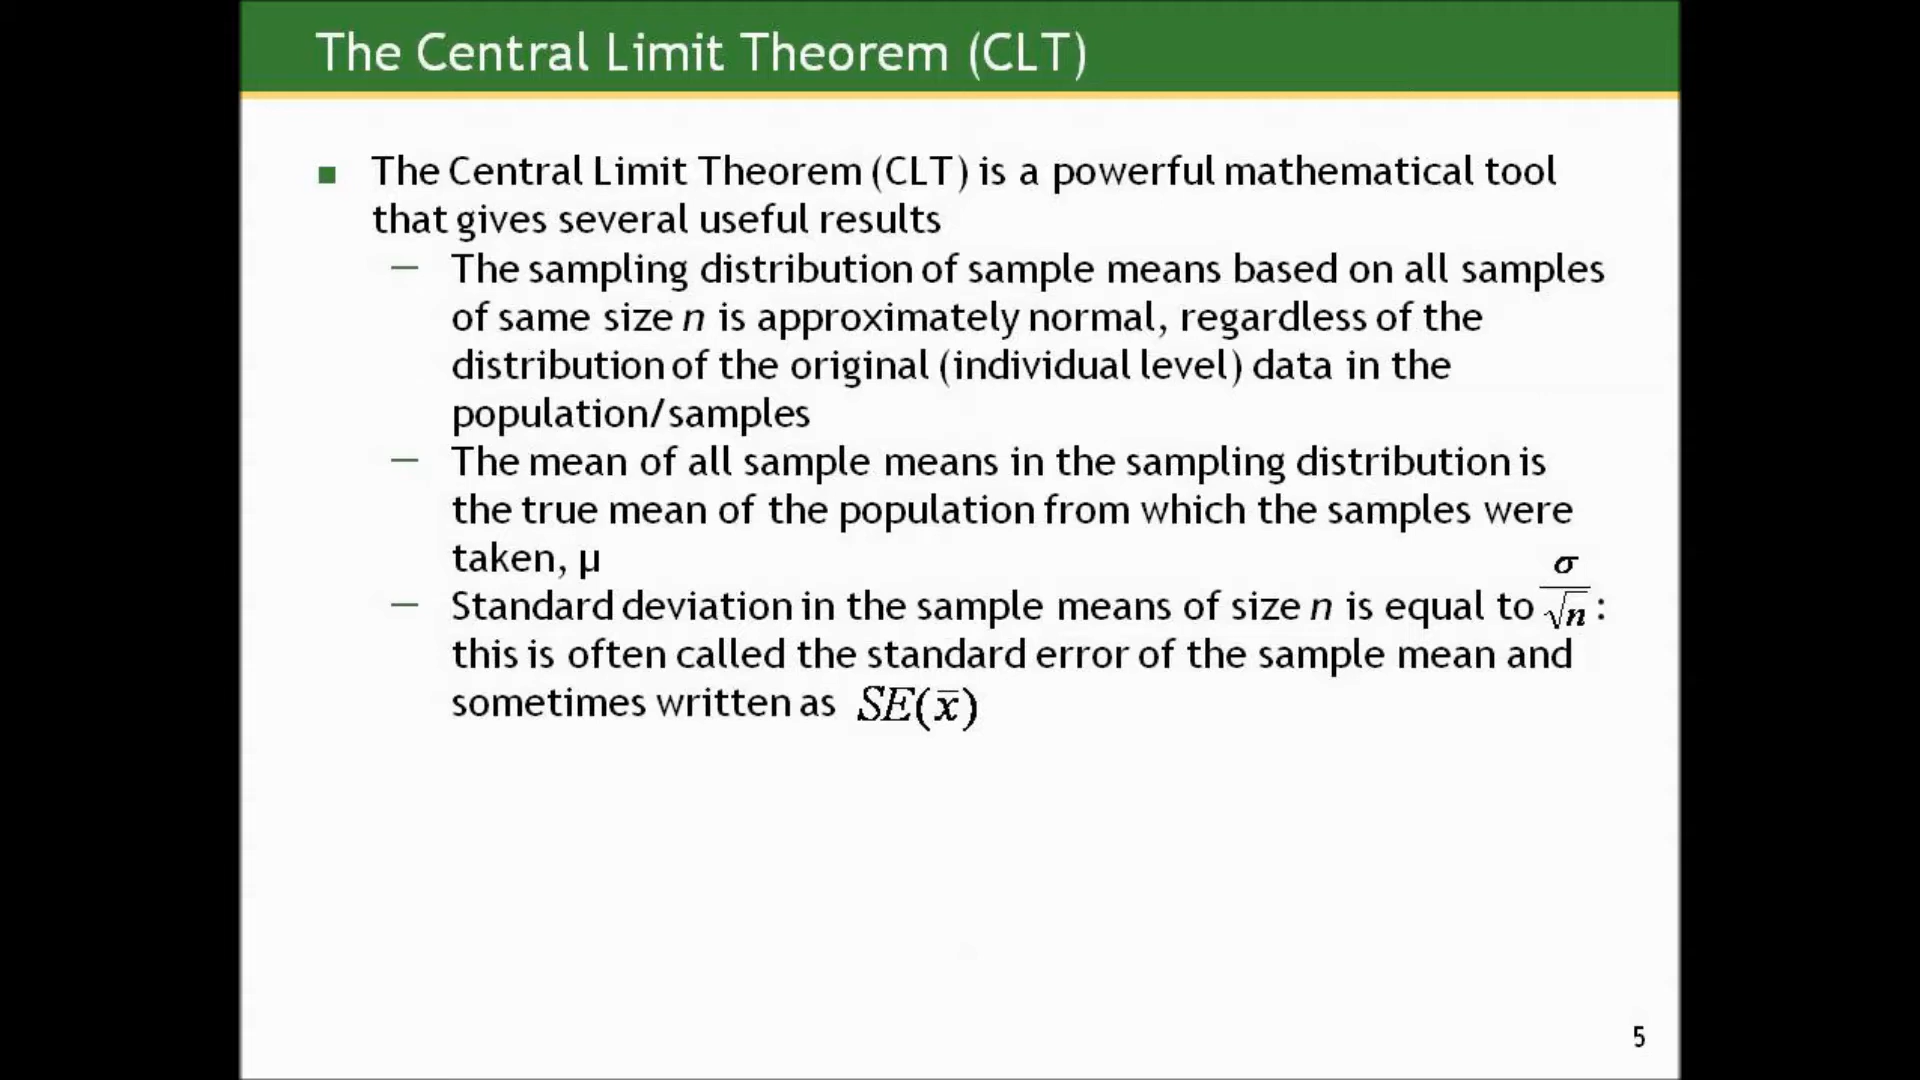 The Central Limit Theorem (CLT)
■ The Central Limit Theorem (CLT) is a powerful mathematical tool
that gives several useful results
— The sampling distribution of sample means based on all samples
of same size n is approximately normal, regardless of the
distribution of the original (individual level) data in the
population/samples
— The mean of all sample means in the sampling distribution is
the true mean of the population from which the samples were
taken, μ
— Standard deviation in the sample means of size n is equal to σ/√n :
this is often called the standard error of the sample mean and
sometimes written as SE(x̄)
5